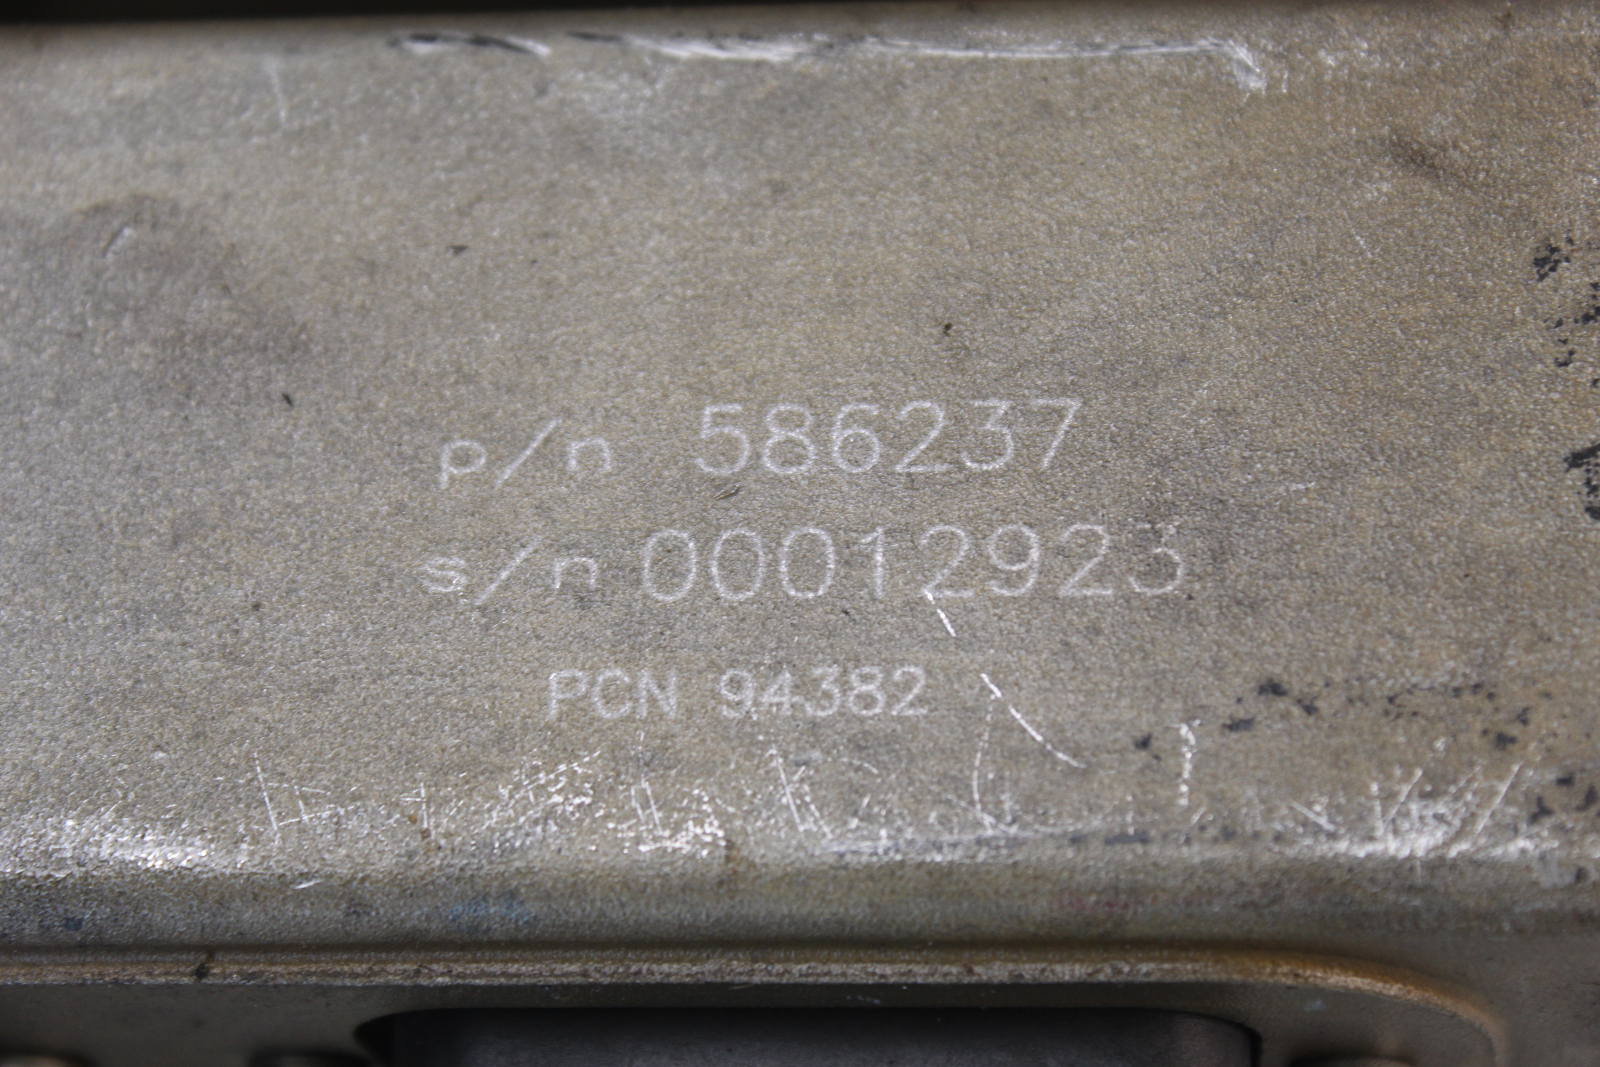 p/n 586237
s/n 00012923
PCN 94382